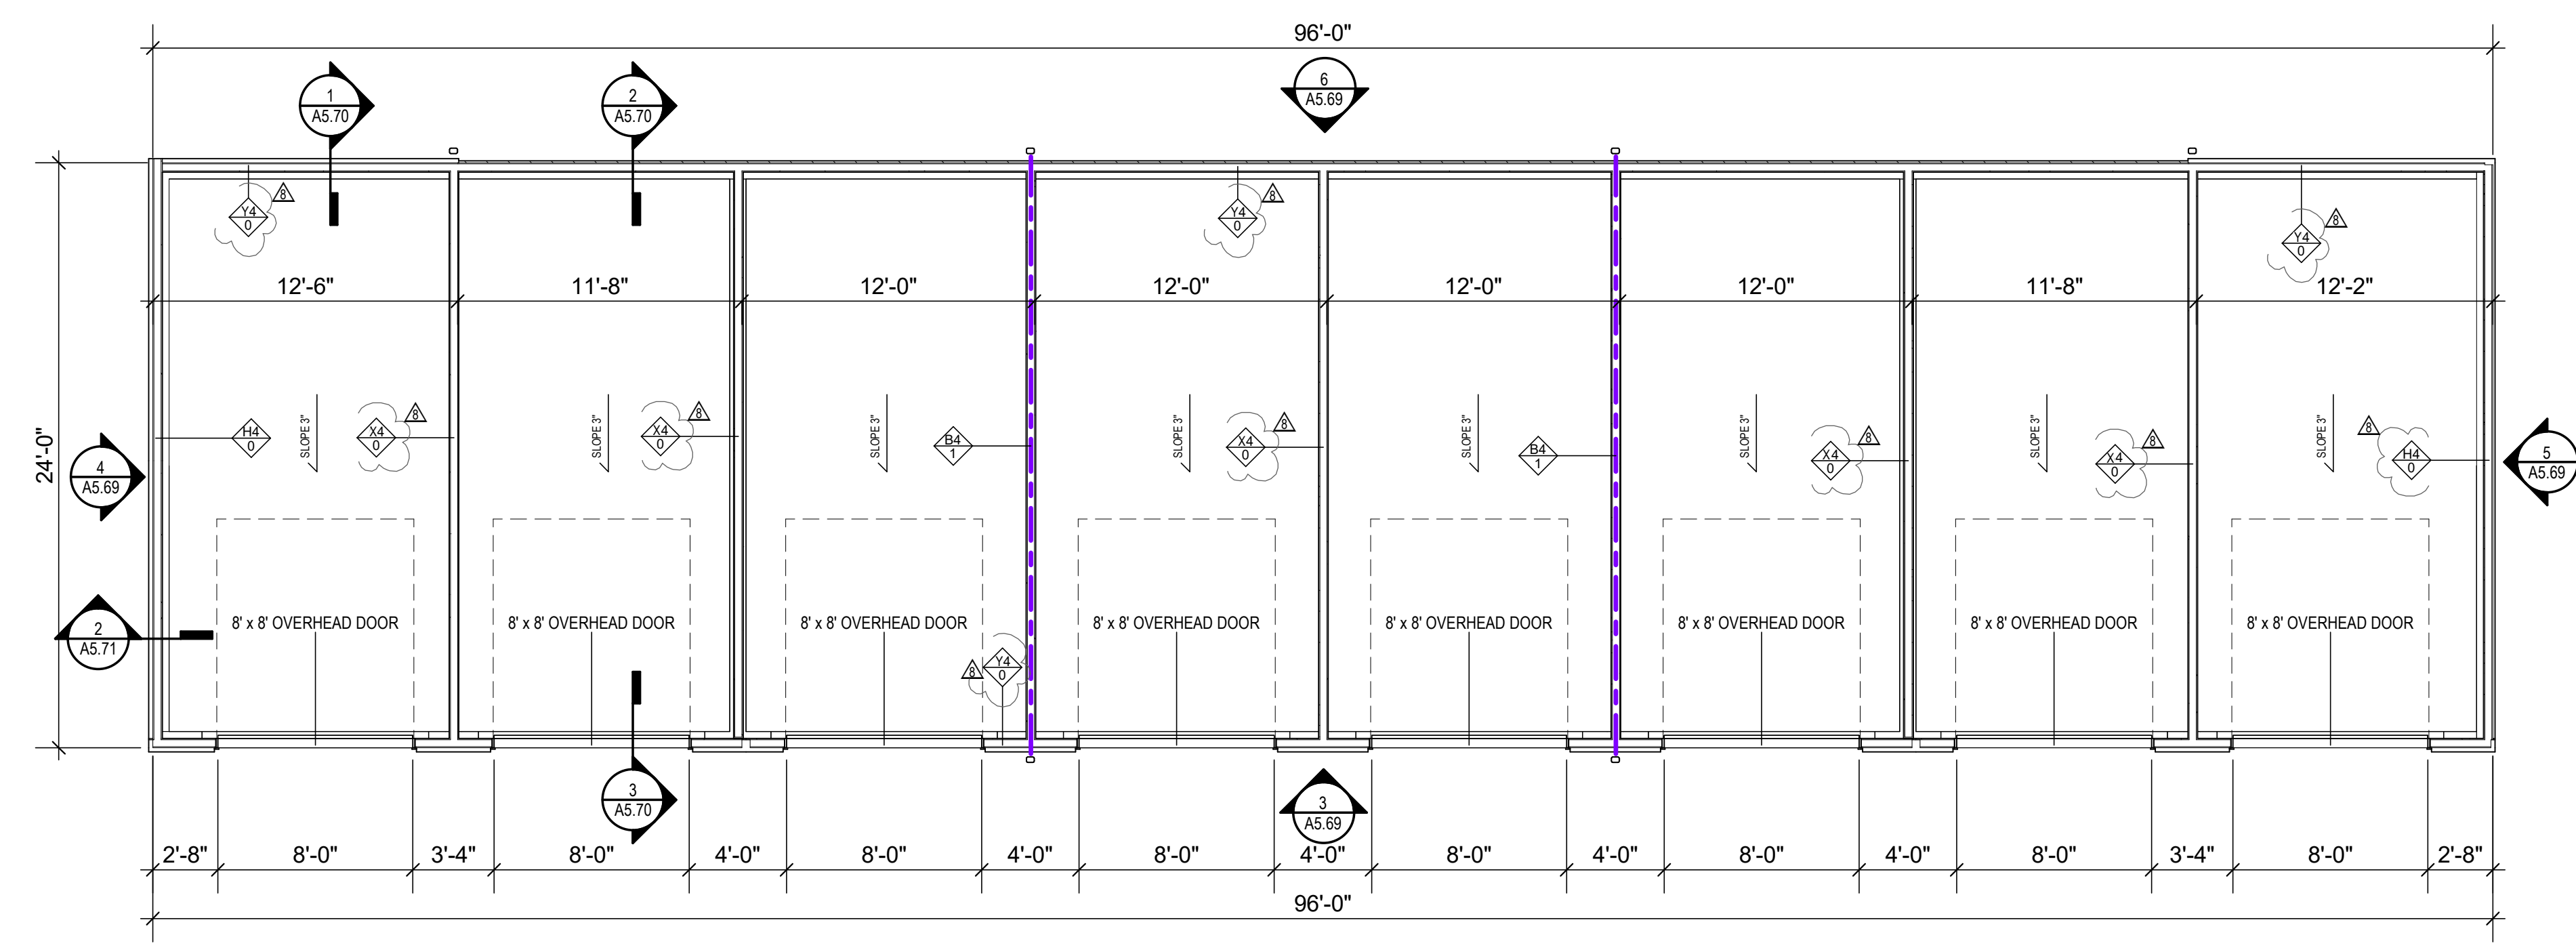 96'-0"
1
A5.70
2
A5.70
6
A5.69
8
Y4
0
8
Y4
0
8
Y4
0
12'-6"
11'-8"
12'-0"
12'-0"
12'-0"
12'-0"
11'-8"
12'-2"
24'-0"
4
A5.69
H4
0
SLOPE 3"
8
X4
0
SLOPE 3"
8
X4
0
SLOPE 3"
B4
1
SLOPE 3"
8
X4
0
SLOPE 3"
B4
1
SLOPE 3"
8
X4
0
SLOPE 3"
8
X4
0
SLOPE 3"
8
H4
0
5
A5.69
2
A5.71
8' x 8' OVERHEAD DOOR
8' x 8' OVERHEAD DOOR
8' x 8' OVERHEAD DOOR
8' x 8' OVERHEAD DOOR
8' x 8' OVERHEAD DOOR
8' x 8' OVERHEAD DOOR
8' x 8' OVERHEAD DOOR
8' x 8' OVERHEAD DOOR
8
Y4
0
3
A5.70
3
A5.69
2'-8"
8'-0"
3'-4"
8'-0"
4'-0"
8'-0"
4'-0"
8'-0"
4'-0"
8'-0"
4'-0"
8'-0"
4'-0"
8'-0"
3'-4"
8'-0"
2'-8"
96'-0"